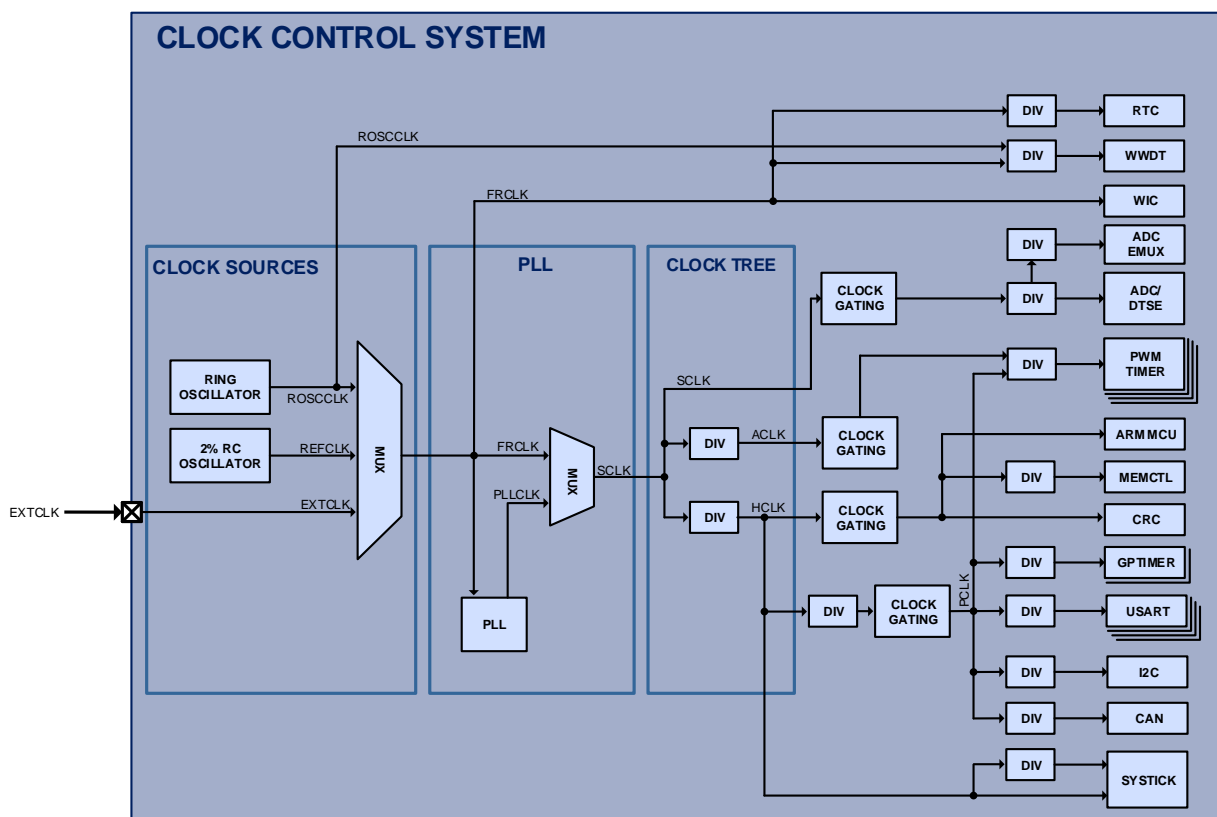 CLOCK CONTROL SYSTEM
DIV
RTC
ROSCCLK
DIV
WWDT
FRCLK
WIC
CLOCK SOURCES
PLL
CLOCK TREE
DIV
ADC
EMUX
CLOCK
GATING
DIV
ADC/
DTSE
RING
OSCILLATOR
ROSCCLK
SCLK
DIV
PWM
TIMER
2% RC
OSCILLATOR
REFCLK
MUX
FRCLK
MUX
SCLK
DIV
ACLK
CLOCK
GATING
ARM MCU
DIV
MEMCTL
PLLCLK
EXTCLK
EXTCLK
DIV
HCLK
CLOCK
GATING
CRC
DIV
GPTIMER
PLL
DIV
CLOCK
GATING
PCLK
DIV
USART
DIV
I2C
DIV
CAN
DIV
SYSTICK